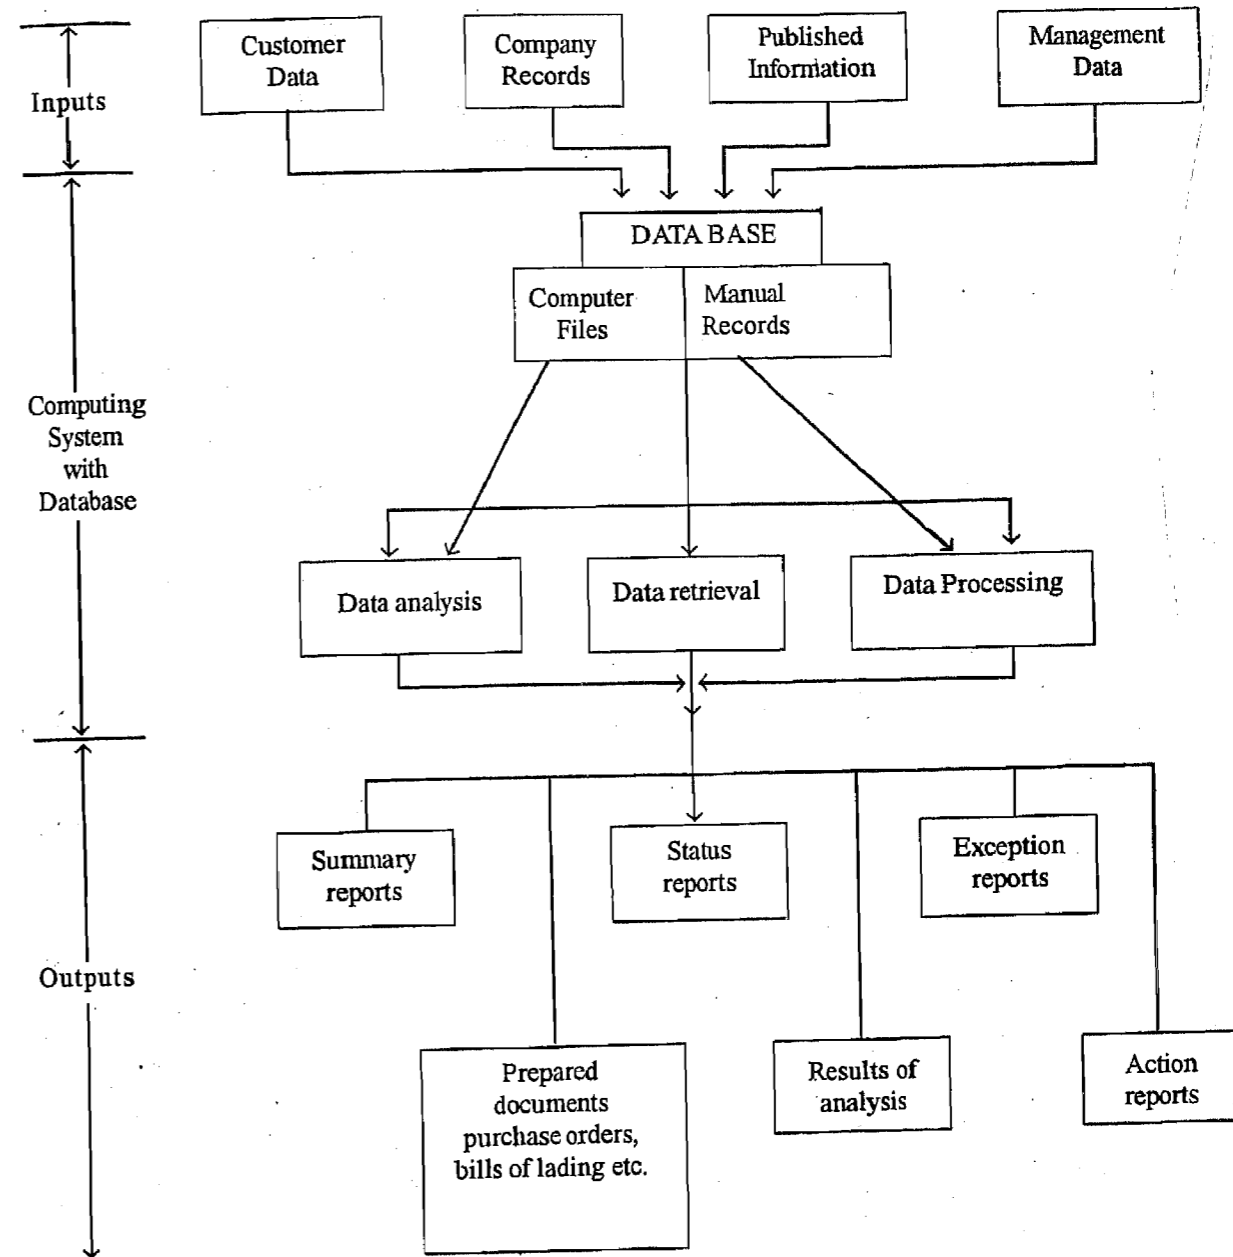 Inputs
Customer
Data
Company
Records
Published
Information
Management
Data
DATA BASE
Computer
Files
Manual
Records
Computing
System
with
Database
Data analysis
Data retrieval
Data Processing
Outputs
Summary
reports
Status
reports
Exception
reports
Prepared
documents
purchase orders,
bills of lading etc.
Results of
analysis
Action
reports